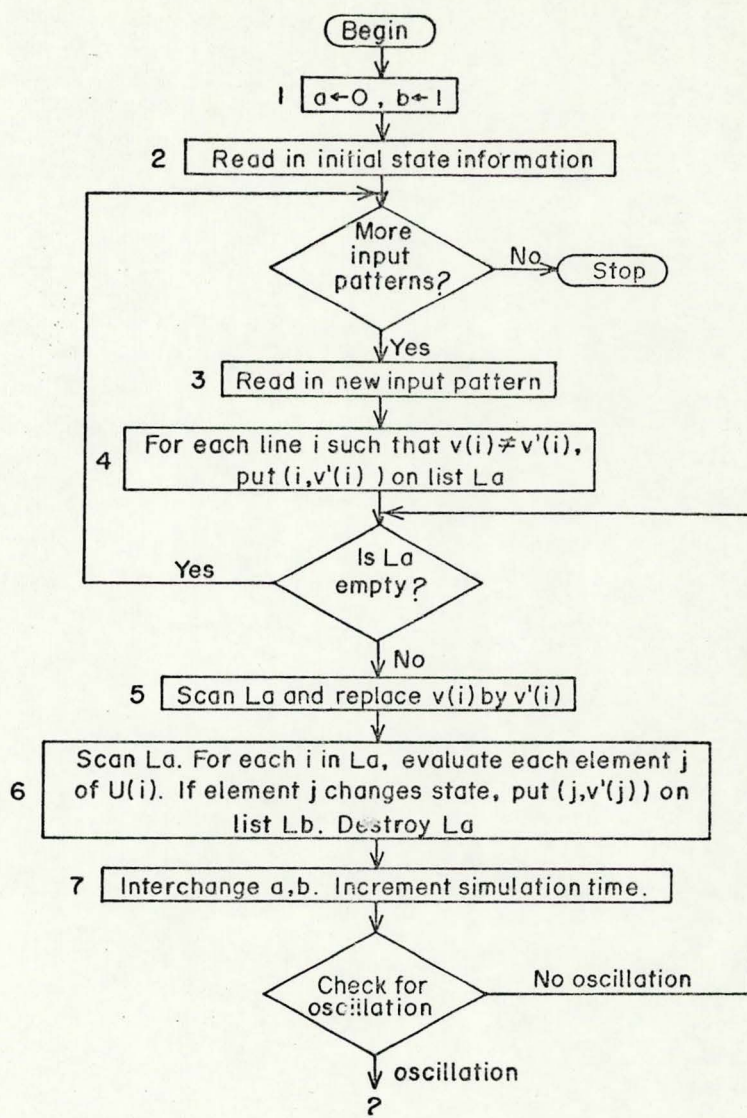 Begin
1
a←0 , b←1
2
Read in initial state information
More
input
patterns?
No
Stop
Yes
3
Read in new input pattern
4
For each line i such that v(i)≠v'(i),
put (i,v'(i) ) on list La
Is La
empty?
Yes
No
5
Scan La and replace v(i) by v'(i)
6
Scan La. For each i in La, evaluate each element j
of U(i). If element j changes state, put (j,v'(j)) on
list Lb. Destroy La
7
Interchange a,b. Increment simulation time.
Check for
oscillation
No oscillation
oscillation
?